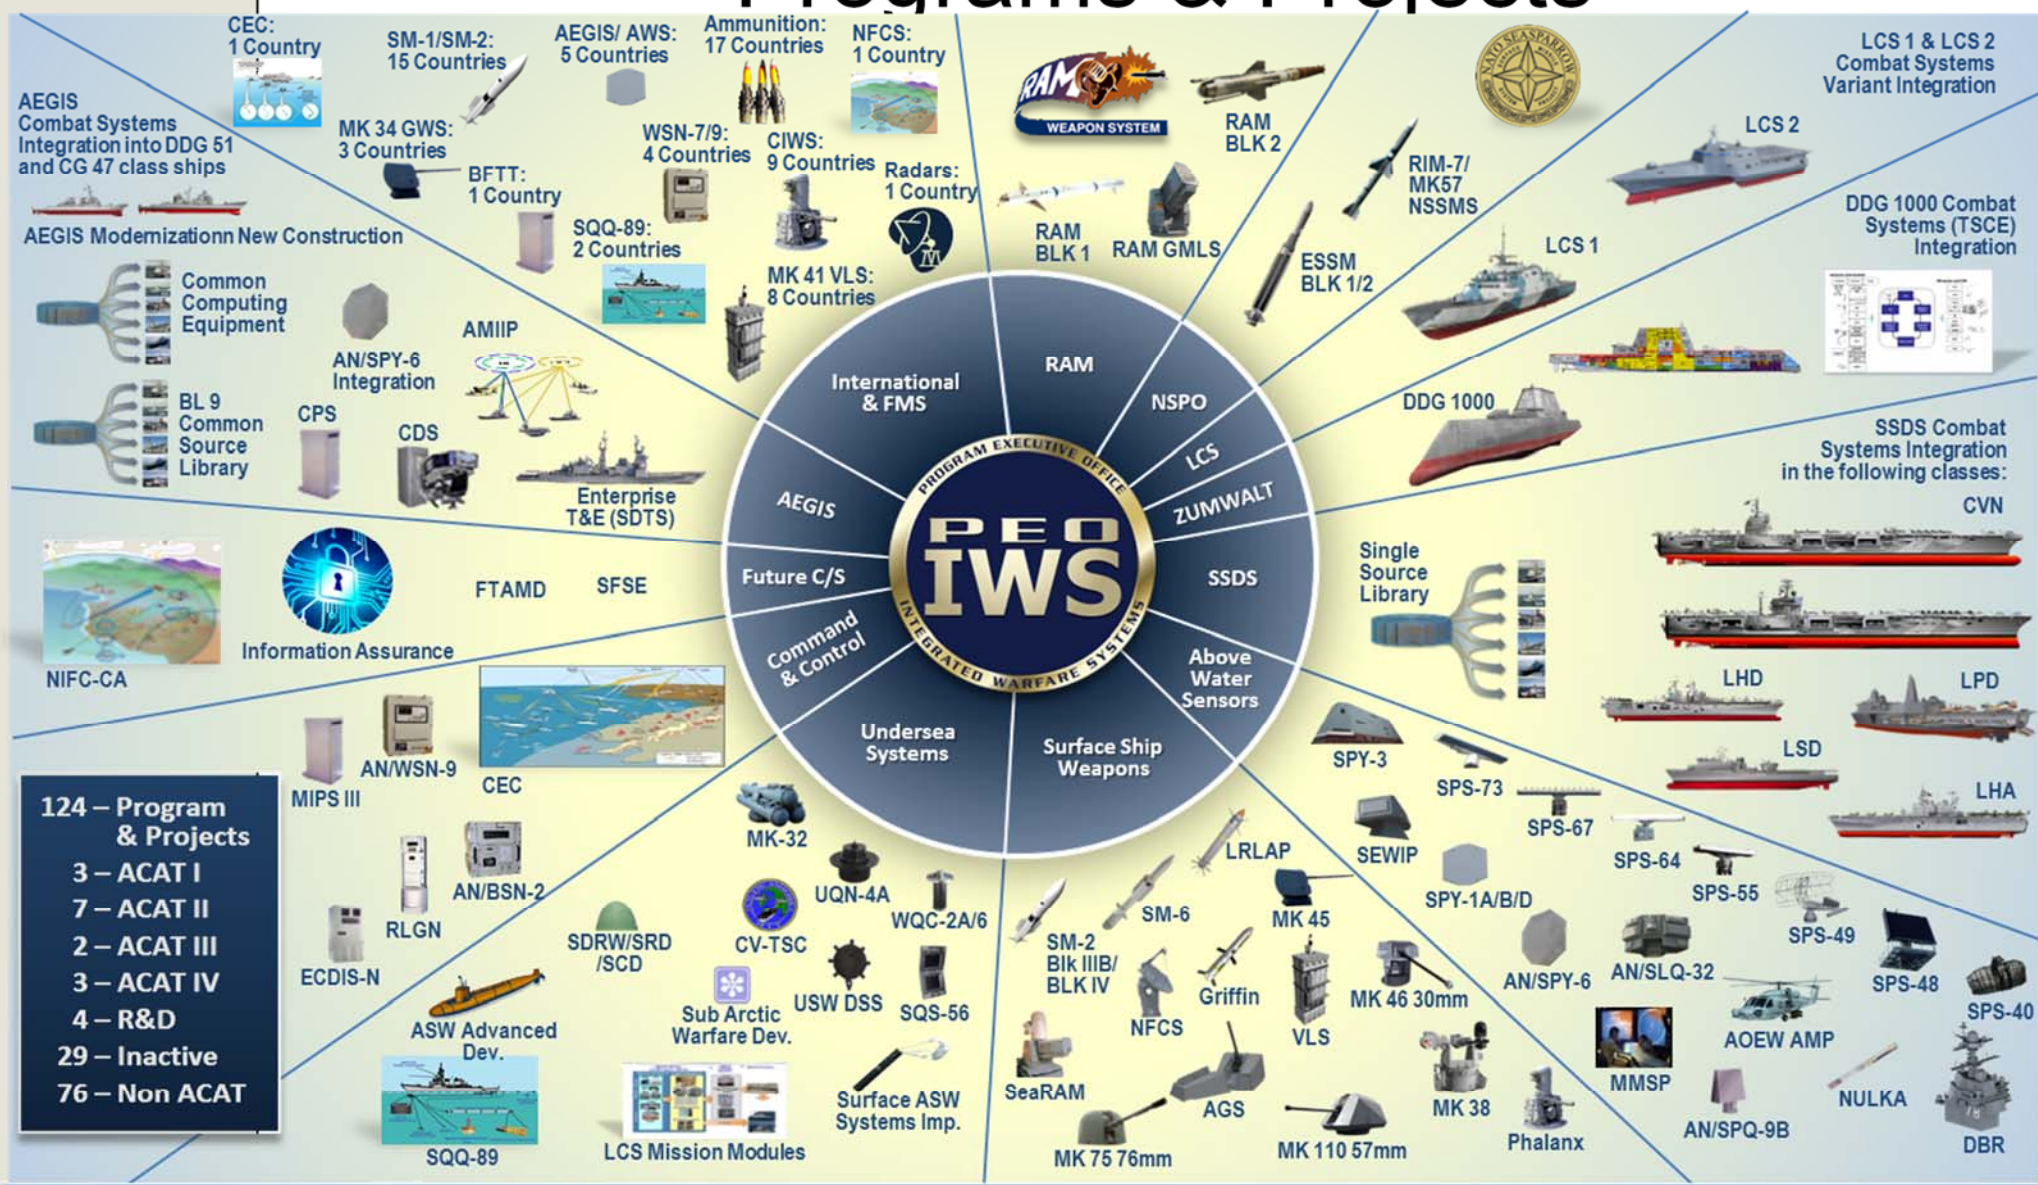 Programs & Projects
CEC:
1 Country
SM-1/SM-2:
15 Countries
AEGIS/ AWS:
5 Countries
Ammunition:
17 Countries
NFCS:
1 Country
MK 34 GWS:
3 Countries
BFTT:
1 Country
WSN-7/9:
4 Countries
CIWS:
9 Countries
Radars:
1 Country
SQQ-89:
2 Countries
MK 41 VLS:
8 Countries
RAM
WEAPON SYSTEM
RAM
BLK 2
RAM
BLK 1
RAM GMLS
NATO SEASPARROW
RIM-7/
MK57
NSSMS
ESSM
BLK 1/2
LCS 1 & LCS 2
Combat Systems
Variant Integration
LCS 2
LCS 1
DDG 1000 Combat
Systems (TSCE)
Integration
DDG 1000
AEGIS
Combat Systems
Integration into DDG 51
and CG 47 class ships
AEGIS Modernizationn New Construction
Common
Computing
Equipment
AN/SPY-6
Integration
AMIIP
BL 9
Common
Source
Library
CPS
CDS
Enterprise
T&E (SDTS)
International
& FMS
RAM
NSPO
LCS
ZUMWALT
SSDS
Above
Water
Sensors
Surface Ship
Weapons
Undersea
Systems
Command
& Control
Future C/S
AEGIS
PROGRAM EXECUTIVE OFFICE
PEO
IWS
INTEGRATED WARFARE SYSTEMS
SSDS Combat
Systems Integration
in the following classes:
CVN
Single
Source
Library
LHD
LPD
LSD
LHA
NIFC-CA
Information Assurance
FTAMD
SFSE
MIPS III
AN/WSN-9
CEC
RLGN
AN/BSN-2
ECDIS-N
124 – Program
& Projects
3 – ACAT I
7 – ACAT II
2 – ACAT III
3 – ACAT IV
4 – R&D
29 – Inactive
76 – Non ACAT
MK-32
UQN-4A
WQC-2A/6
SDRW/SRD
/SCD
CV-TSC
USW DSS
SQS-56
ASW Advanced
Dev.
Sub Arctic
Warfare Dev.
SQQ-89
LCS Mission Modules
Surface ASW
Systems Imp.
LRLAP
SM-6
MK 45
SM-2
Blk IIIB/
BLK IV
NFCS
Griffin
VLS
MK 46 30mm
SeaRAM
AGS
MK 38
MK 75 76mm
MK 110 57mm
Phalanx
SPY-3
SPS-73
SPS-67
SEWIP
SPS-64
SPY-1A/B/D
SPS-55
SPS-49
AN/SPY-6
AN/SLQ-32
SPS-48
SPS-40
AOEW AMP
MMSP
NULKA
AN/SPQ-9B
DBR